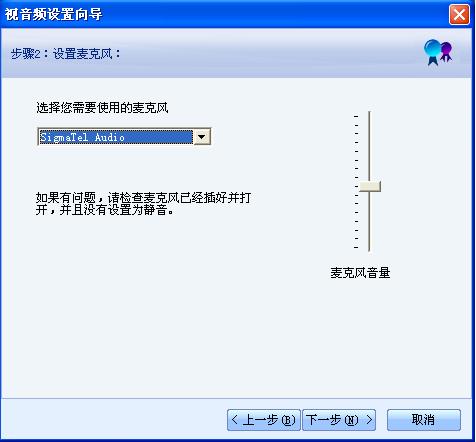 视音频设置向导
步骤2：设置麦克风：
选择您需要使用的麦克风
SigmaTel Audio
如果有问题，请检查麦克风已经插好并打
开，并且没有设置为静音。
麦克风音量
< 上一步(B) 下一步(N) > 取消